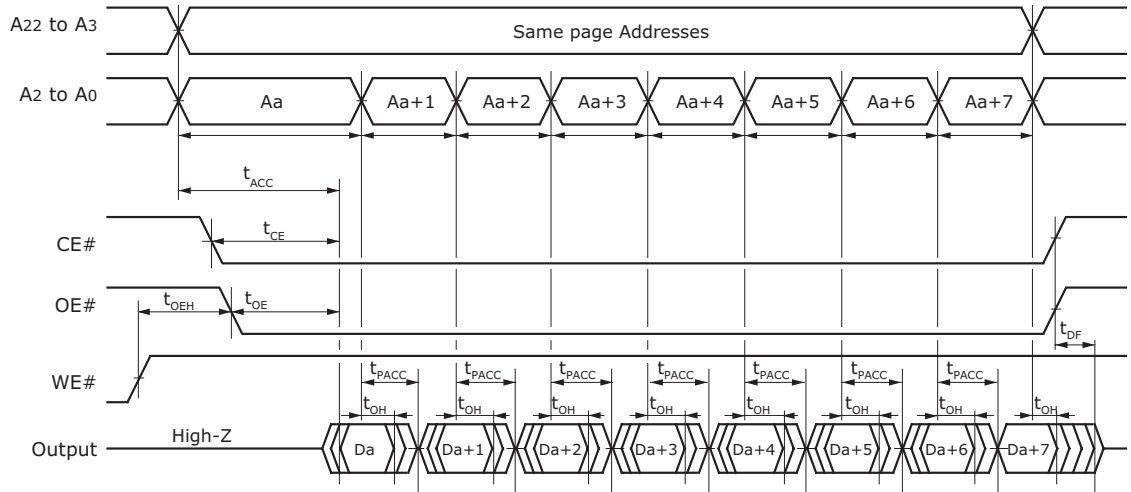 A22 to A3 Same page Addresses
A2 to A0 Aa Aa+1 Aa+2 Aa+3 Aa+4 Aa+5 Aa+6 Aa+7
tACC
CE# tCE
OE# tOEH tOE
tDF
WE# tPACC tPACC tPACC tPACC tPACC tPACC tPACC
tOH tOH tOH tOH tOH tOH tOH tOH
Output High-Z Da Da+1 Da+2 Da+3 Da+4 Da+5 Da+6 Da+7